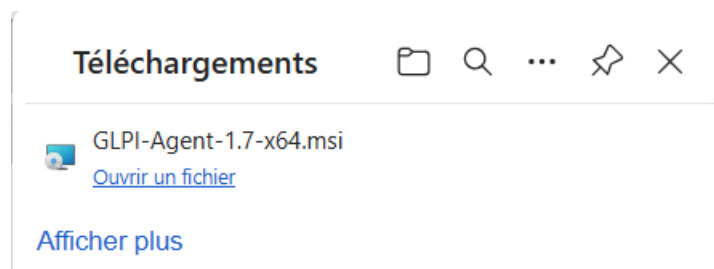 Téléchargements
GLPI-Agent-1.7-x64.msi
Ouvrir un fichier
Afficher plus